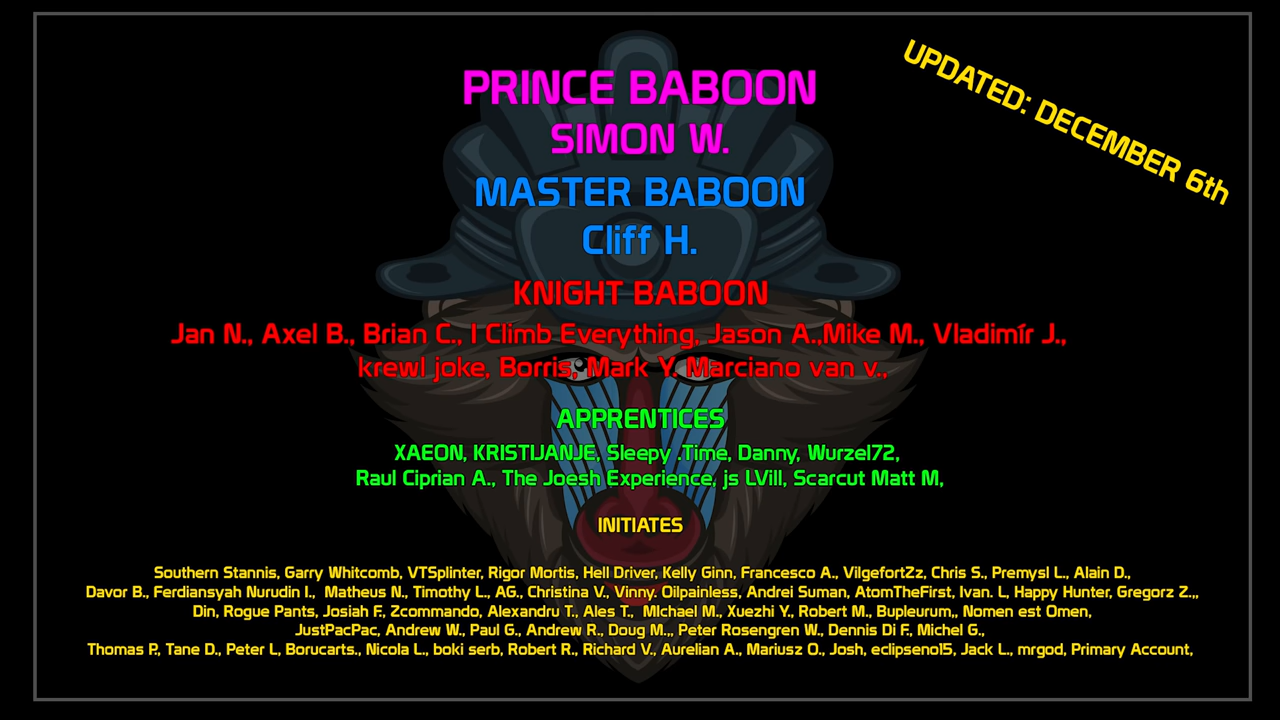 PRINCE BABOON
SIMON W.
UPDATED: DECEMBER 6th
MASTER BABOON
Cliff H.
KNIGHT BABOON
Jan N., Axel B., Brian C., I Climb Everything, Jason A.,Mike M., Vladimír J.,
krewl joke, Borris, Mark Y. Marciano van v.,
APPRENTICES
XAEON, KRISTIJANJE, Sleepy .Time, Danny, Wurzel72,
Raul Ciprian A., The Joesh Experience, js LVill, Scarcut Matt M,
INITIATES
Southern Stannis, Garry Whitcomb, VTSplinter, Rigor Mortis, Hell Driver, Kelly Ginn, Francesco A., VilgefortZz, Chris S., Premysl L., Alain D.,
Davor B., Ferdiansyah Nurudin I., Matheus N., Timothy L., AG., Christina V., Vinny. Oilpainless, Andrei Suman, AtomTheFirst, Ivan. L, Happy Hunter, Gregorz Z.,,
Din, Rogue Pants, Josiah F., Zcommando, Alexandru T., Ales T., MIchael M., Xuezhi Y., Robert M., Bupleurum,, Nomen est Omen,
JustPacPac, Andrew W., Paul G., Andrew R., Doug M.,, Peter Rosengren W., Dennis Di F., Michel G.,
Thomas P., Tane D., Peter L, Borucarts., Nicola L., boki serb, Robert R., Richard V., Aurelian A., Mariusz O., Josh, eclipseno15, Jack L., mrgod, Primary Account,